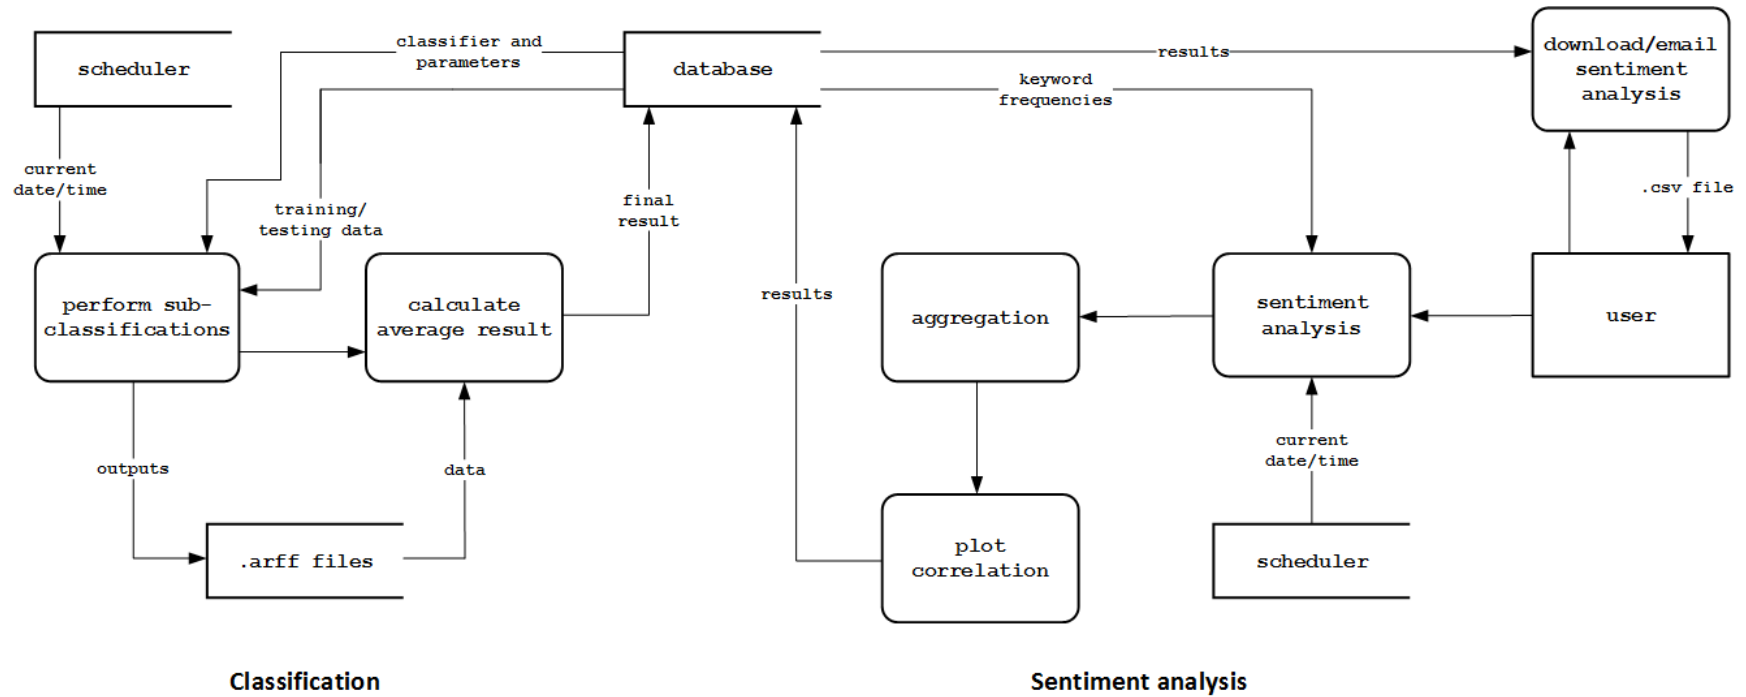 scheduler
classifier and
parameters
database
results
download/email
sentiment
analysis
keyword
frequencies
current
date/time
training/
testing data
final
result
.csv file
perform sub-
classifications
calculate
average result
results
aggregation
sentiment
analysis
user
outputs
data
current
date/time
.arff files
plot
correlation
scheduler
Classification
Sentiment analysis